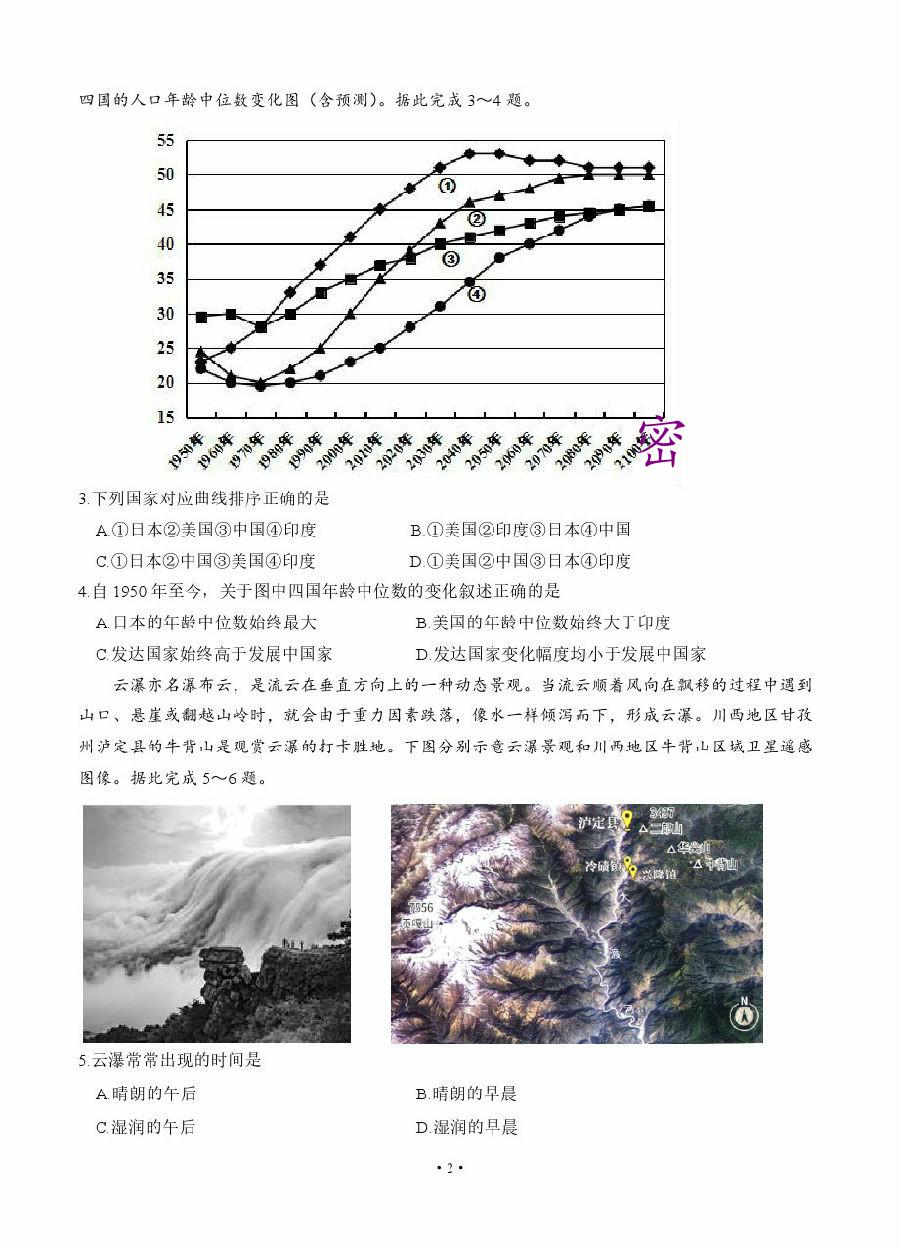 四国的人口年龄中位数变化图（含预测）。据此完成 3～4 题。
55
50
45
40
35
30
25
20
15
①
②
③
④
1950年 1960年 1970年 1980年 1990年 2000年 2010年 2020年 2030年 2040年 2050年 2060年 2070年 2080年 2090年 2100年
密
3.下列国家对应曲线排序正确的是
A.①日本②美国③中国④印度 B.①美国②印度③日本④中国
C.①日本②中国③美国④印度 D.①美国②中国③日本④印度
4.自 1950 年至今，关于图中四国年龄中位数的变化叙述正确的是
A.日本的年龄中位数始终最大 B.美国的年龄中位数始终大于印度
C.发达国家始终高于发展中国家 D.发达国家变化幅度均小于发展中国家
云瀑亦名瀑布云，是流云在垂直方向上的一种动态景观。当流云顺着风向在飘移的过程中遇到
山口、悬崖或翻越山岭时，就会由于重力因素跌落，像水一样倾泻而下，形成云瀑。川西地区甘孜
州泸定县的牛背山是观赏云瀑的打卡胜地。下图分别示意云瀑景观和川西地区牛背山区域卫星遥感
图像。据此完成 5～6 题。
泸定县
3437
二郎山
华尖山
牛背山
冷碛镇
兴隆镇
大
7556
贡嘎山
N
5.云瀑常常出现的时间是
A.晴朗的午后 B.晴朗的早晨
C.湿润的午后 D.湿润的早晨
·2·